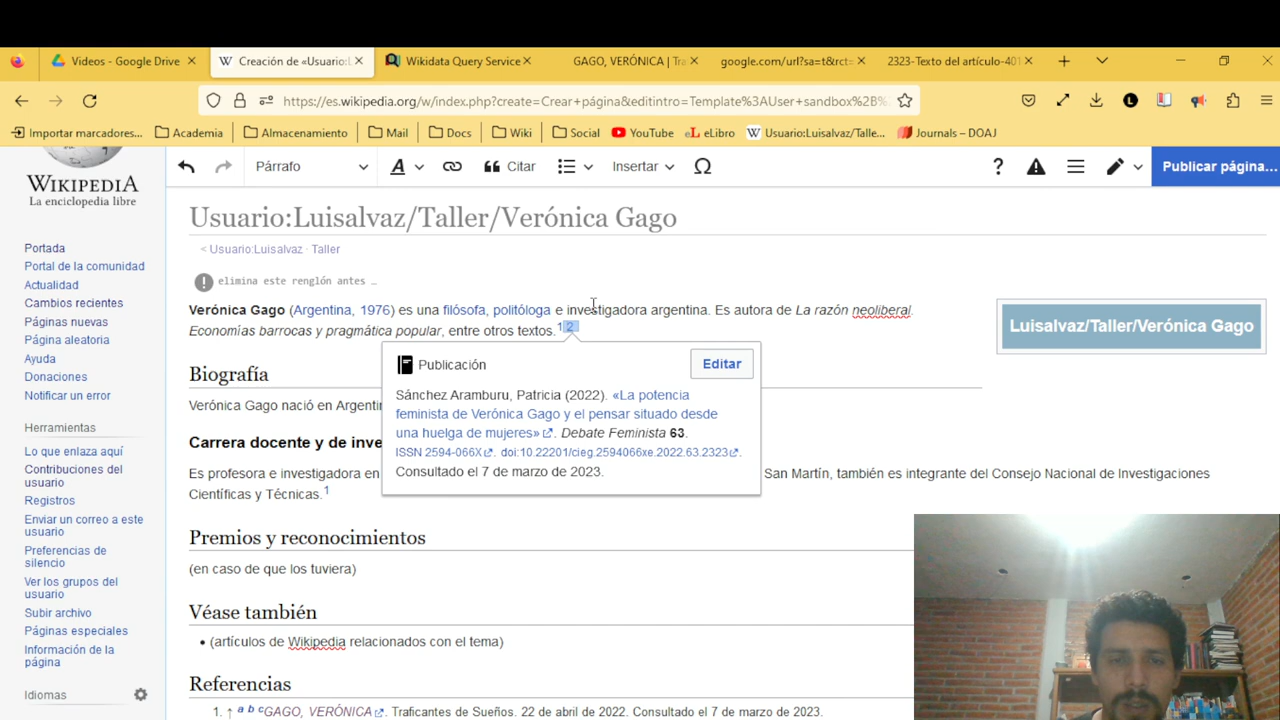 Videos - Google Drive
Creación de «Usuario:L
Wikidata Query Service
GAGO, VERÓNICA | Tra
google.com/url?sa=t&rct=
2323-Texto del artículo-401
https://es.wikipedia.org/w/index.php?create=Crear+página&editintro=Template%3AUser+sandbox%2B%
Importar marcadores...
Academia
Almacenamiento
Mail
Docs
Wiki
Social
YouTube
eLibro
Usuario:Luisalvaz/Talle...
Journals – DOAJ
WIKIPEDIA
La enciclopedia libre
Párrafo
A
Citar
Insertar
Ω
?
Publicar página...
Portada
Portal de la comunidad
Actualidad
Cambios recientes
Páginas nuevas
Página aleatoria
Ayuda
Donaciones
Notificar un error
Herramientas
Lo que enlaza aquí
Contribuciones del
usuario
Registros
Enviar un correo a este
usuario
Preferencias de
silencio
Ver los grupos del
usuario
Subir archivo
Páginas especiales
Información de la
página
Idiomas
Usuario:Luisalvaz/Taller/Verónica Gago
< Usuario:Luisalvaz · Taller
elimina este renglón antes …
Verónica Gago (Argentina, 1976) es una filósofa, politóloga e investigadora argentina. Es autora de La razón neoliberal.
Economías barrocas y pragmática popular, entre otros textos.1 2
Luisalvaz/Taller/Verónica Gago
Biografía
Verónica Gago nació en Argenti
Publicación
Editar
Sánchez Aramburu, Patricia (2022). «La potencia
feminista de Verónica Gago y el pensar situado desde
una huelga de mujeres». Debate Feminista 63.
ISSN 2594-066X. doi:10.22201/cieg.2594066xe.2022.63.2323.
Consultado el 7 de marzo de 2023.
Carrera docente y de inve
Es profesora e investigadora en San Martín, también es integrante del Consejo Nacional de Investigaciones
Científicas y Técnicas.1
Premios y reconocimientos
(en caso de que los tuviera)
Véase también
• (artículos de Wikipedia relacionados con el tema)
Referencias
1. ↑ a b c GAGO, VERÓNICA. Traficantes de Sueños. 22 de abril de 2022. Consultado el 7 de marzo de 2023.